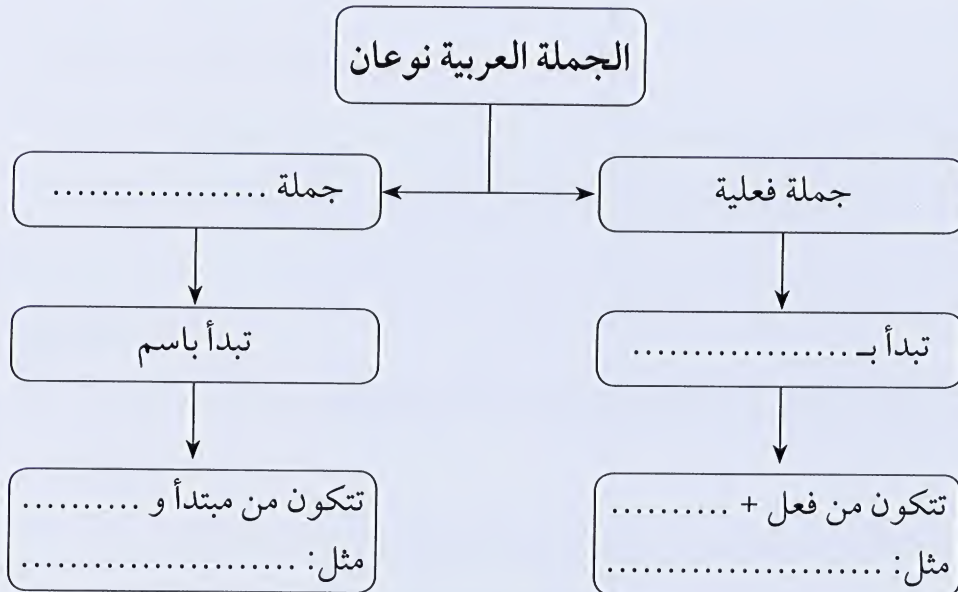 الجملة العربية نوعان
جملة فعلية
جملة ..................
تبدأ بـ ..................
تبدأ باسم
تتكون من فعل + ..........
مثل: .......................
تتكون من مبتدأ و ..........
مثل: .......................